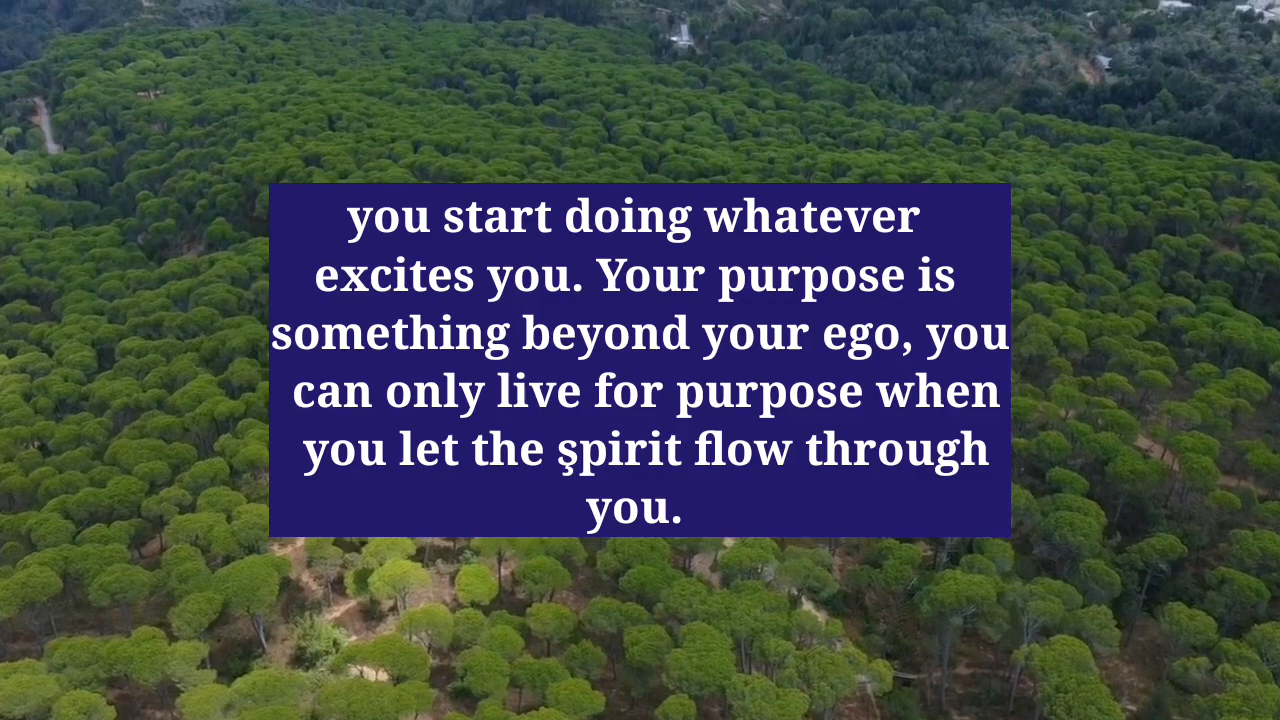 you start doing whatever
excites you. Your purpose is
something beyond your ego, you
can only live for purpose when
you let the şpirit flow through
you.